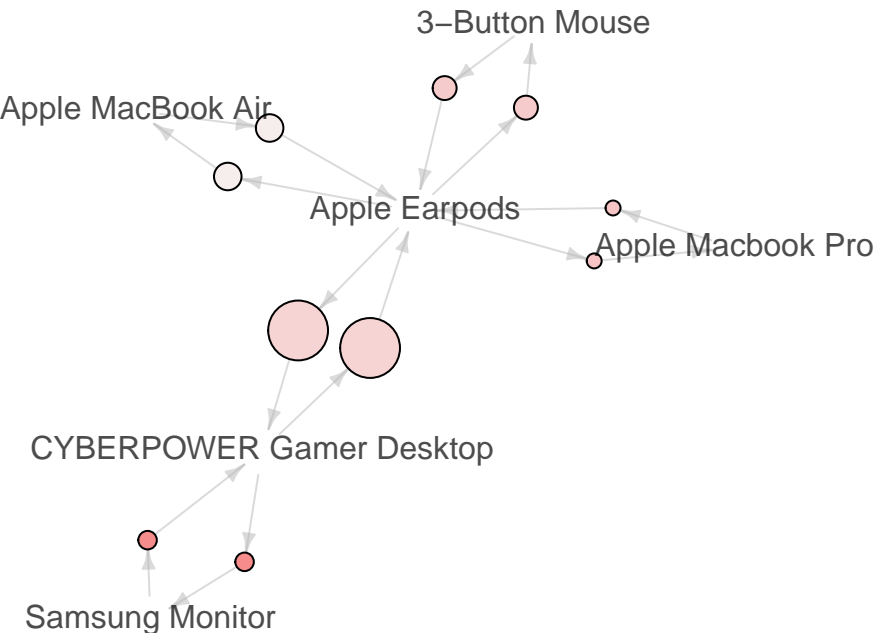 3−Button Mouse
Apple MacBook Air
Apple Earpods
Apple Macbook Pro
CYBERPOWER Gamer Desktop
Samsung Monitor